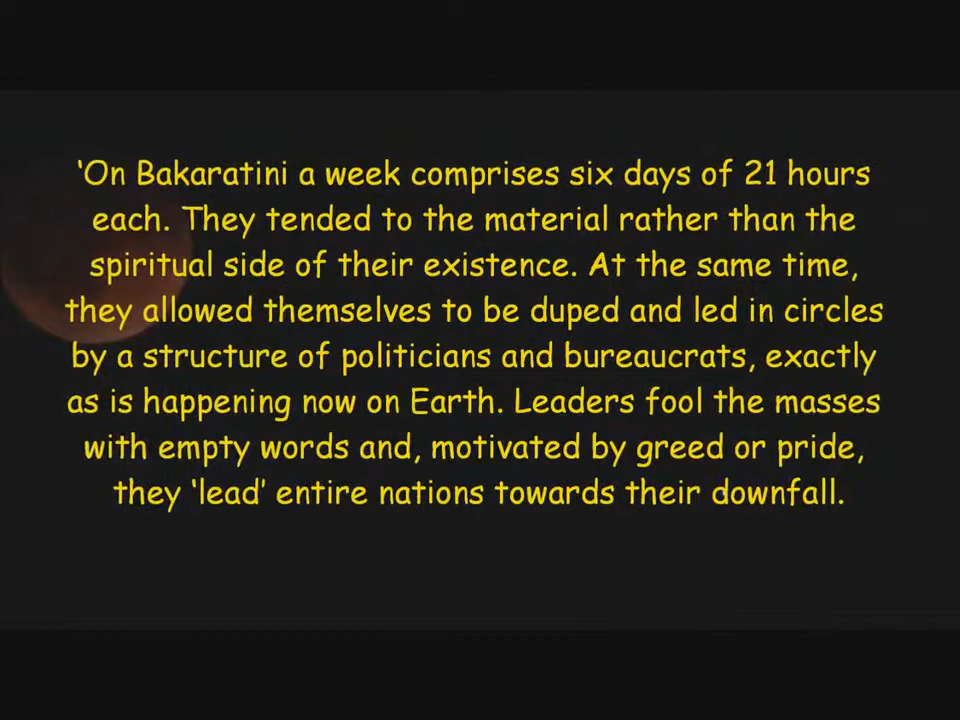 ‘On Bakaratini a week comprises six days of 21 hours
each. They tended to the material rather than the
spiritual side of their existence. At the same time,
they allowed themselves to be duped and led in circles
by a structure of politicians and bureaucrats, exactly
as is happening now on Earth. Leaders fool the masses
with empty words and, motivated by greed or pride,
they ‘lead’ entire nations towards their downfall.